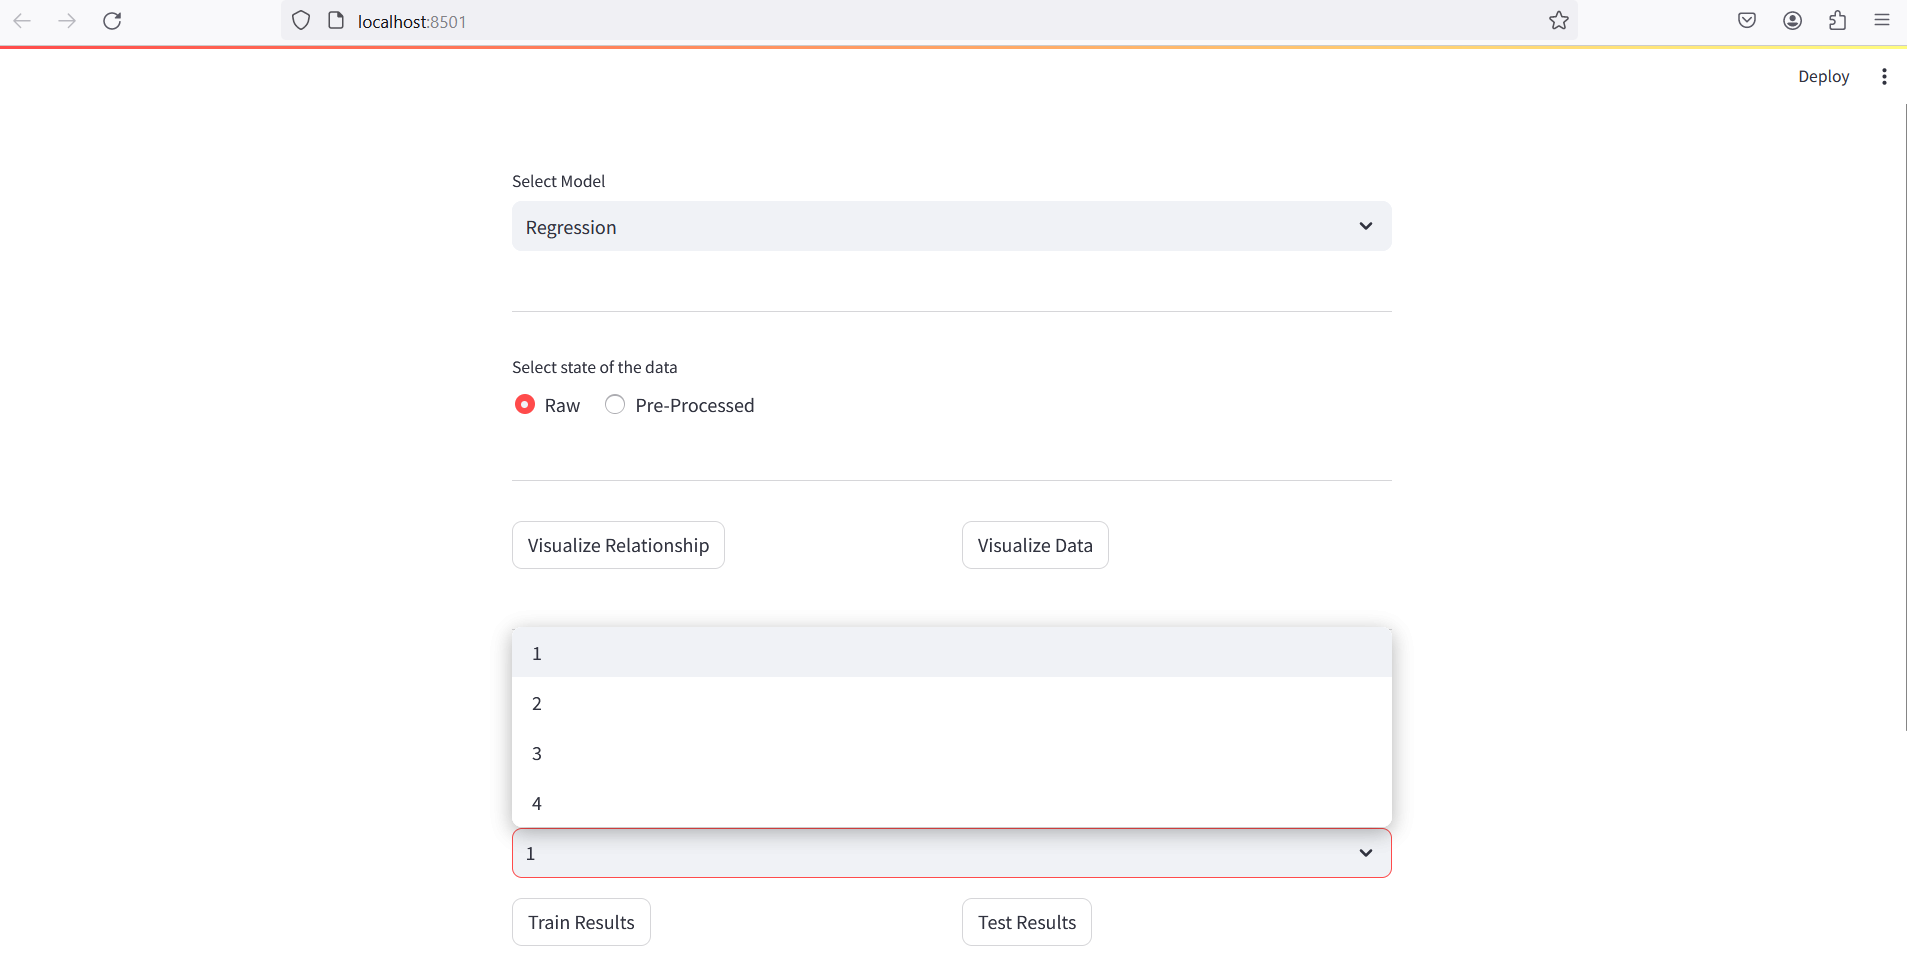 localhost:8501
Deploy
Select Model
Regression
Select state of the data
Raw Pre-Processed
Visualize Relationship Visualize Data
1
2
3
4
1
Train Results Test Results